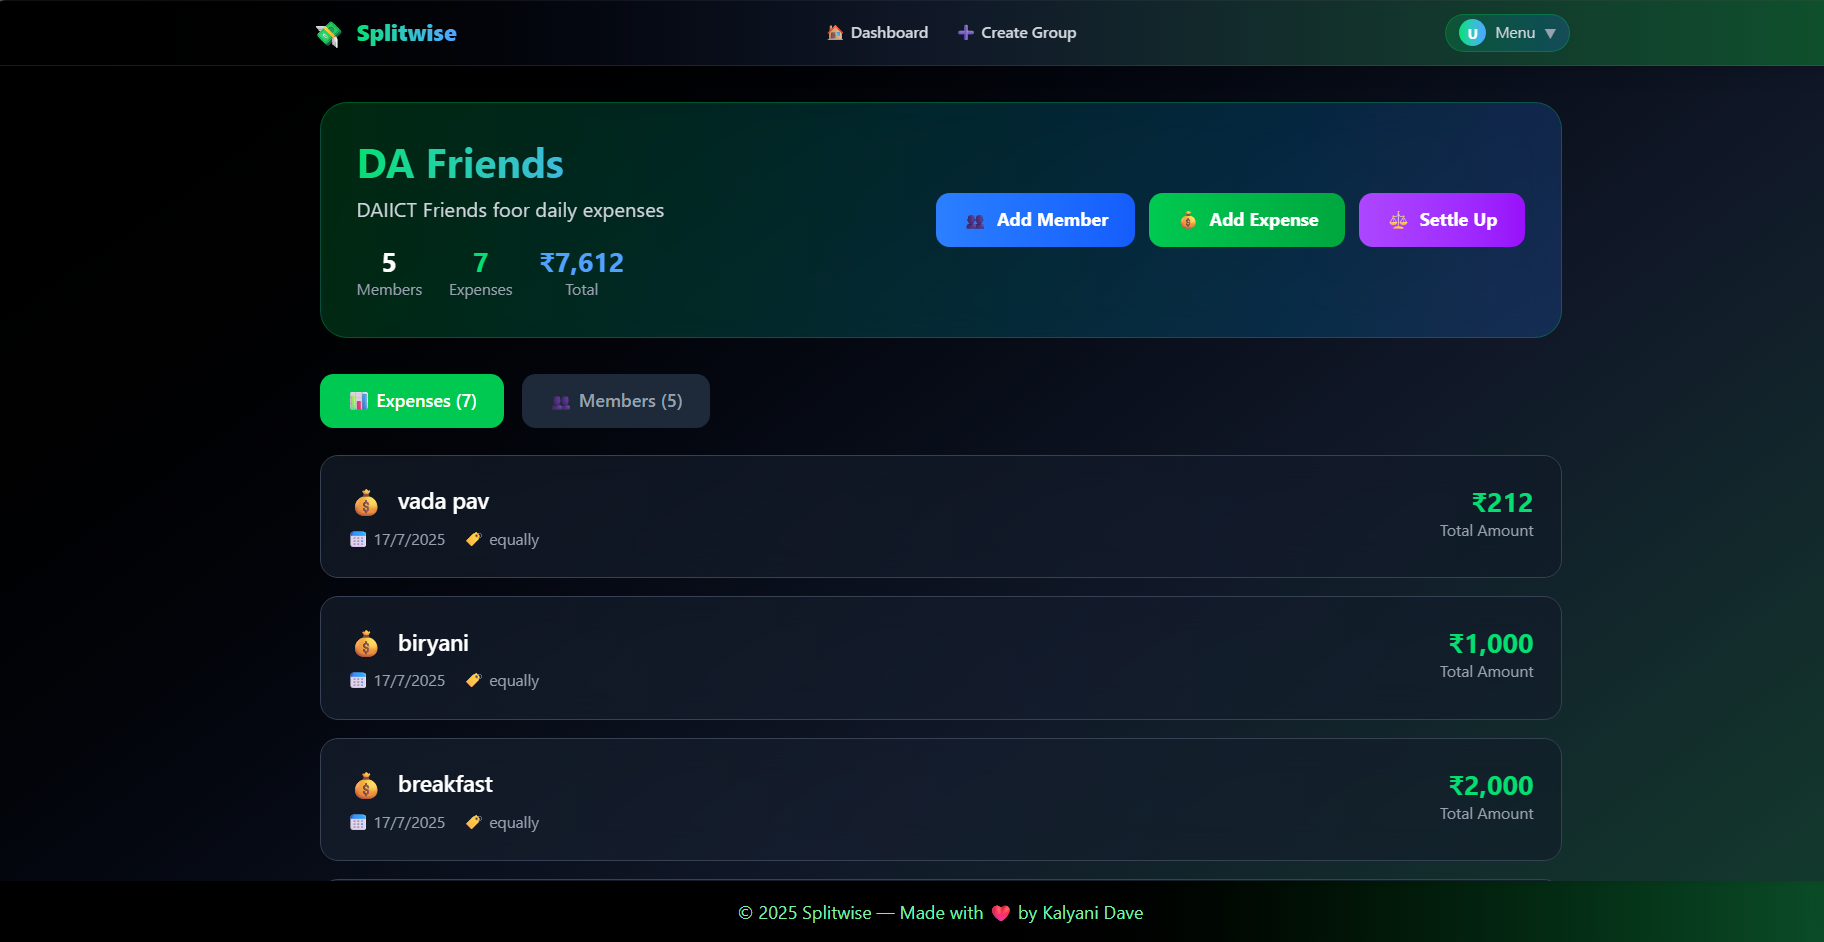 Splitwise
Dashboard
Create Group
U Menu ▼
DA Friends
DAIICT Friends foor daily expenses
5
Members
7
Expenses
₹7,612
Total
Add Member
Add Expense
Settle Up
Expenses (7)
Members (5)
vada pav
17/7/2025 equally
₹212
Total Amount
biryani
17/7/2025 equally
₹1,000
Total Amount
breakfast
17/7/2025 equally
₹2,000
Total Amount
© 2025 Splitwise — Made with ❤️ by Kalyani Dave